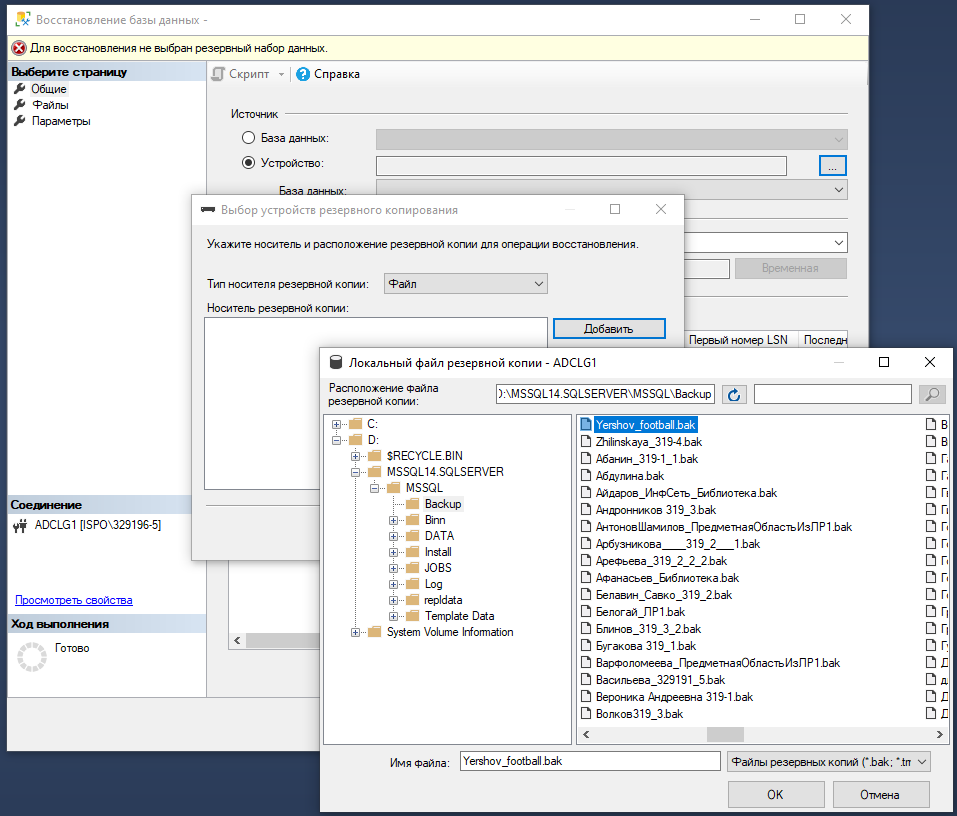 Восстановление базы данных -
Для восстановления не выбран резервный набор данных.
Выберите страницу
Общие
Файлы
Параметры
Скрипт
Справка
Источник
База данных:
Устройство:
...
База данных:
Временная
Первый номер LSN
Последн
Соединение
ADCLG1 [ISPO\329196-5]
Просмотреть свойства
Ход выполнения
Готово
Выбор устройств резервного копирования
Укажите носитель и расположение резервной копии для операции восстановления.
Тип носителя резервной копии:
Файл
Носитель резервной копии:
Добавить
Локальный файл резервной копии - ADCLG1
Расположение файла
резервной копии:
):\MSSQL14.SQLSERVER\MSSQL\Backup
C:
D:
$RECYCLE.BIN
MSSQL14.SQLSERVER
MSSQL
Backup
Binn
DATA
Install
JOBS
Log
repldata
Template Data
System Volume Information
Yershov_football.bak
Zhilinskaya_319-4.bak
Абанин_319-1_1.bak
Абдулина.bak
Айдаров_ИнфСеть_Библиотека.bak
Андронников 319_3.bak
АнтоновШамилов_ПредметнаяОбластьИзЛР1.bak
Арбузникова____319_2___1.bak
Арефьева_319_2_2_2.bak
Афанасьев_Библиотека.bak
Белавин_Савко_319_2.bak
Белогай_ЛР1.bak
Блинов_319_3_2.bak
Бугакова 319_1.bak
Варфоломеева_ПредметнаяОбластьИзЛР1.bak
Васильева_329191_5.bak
Вероника Андреевна 319-1.bak
Волков319_3.bak
Имя файла:
Yershov_football.bak
Файлы резервных копий (*.bak; *.trn
OK
Отмена